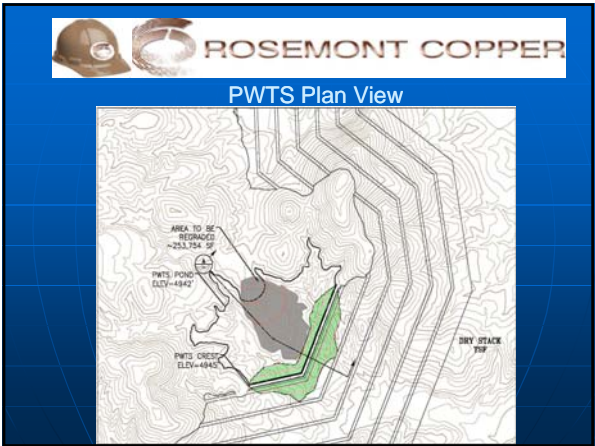 ROSEMONT COPPER
PWTS Plan View
AREA TO BE
REGRADED
~253,754 SF
A
PWTS POND
ELEV=4942'
PWTS CREST
ELEV=4945'
DRY STACK
TSF